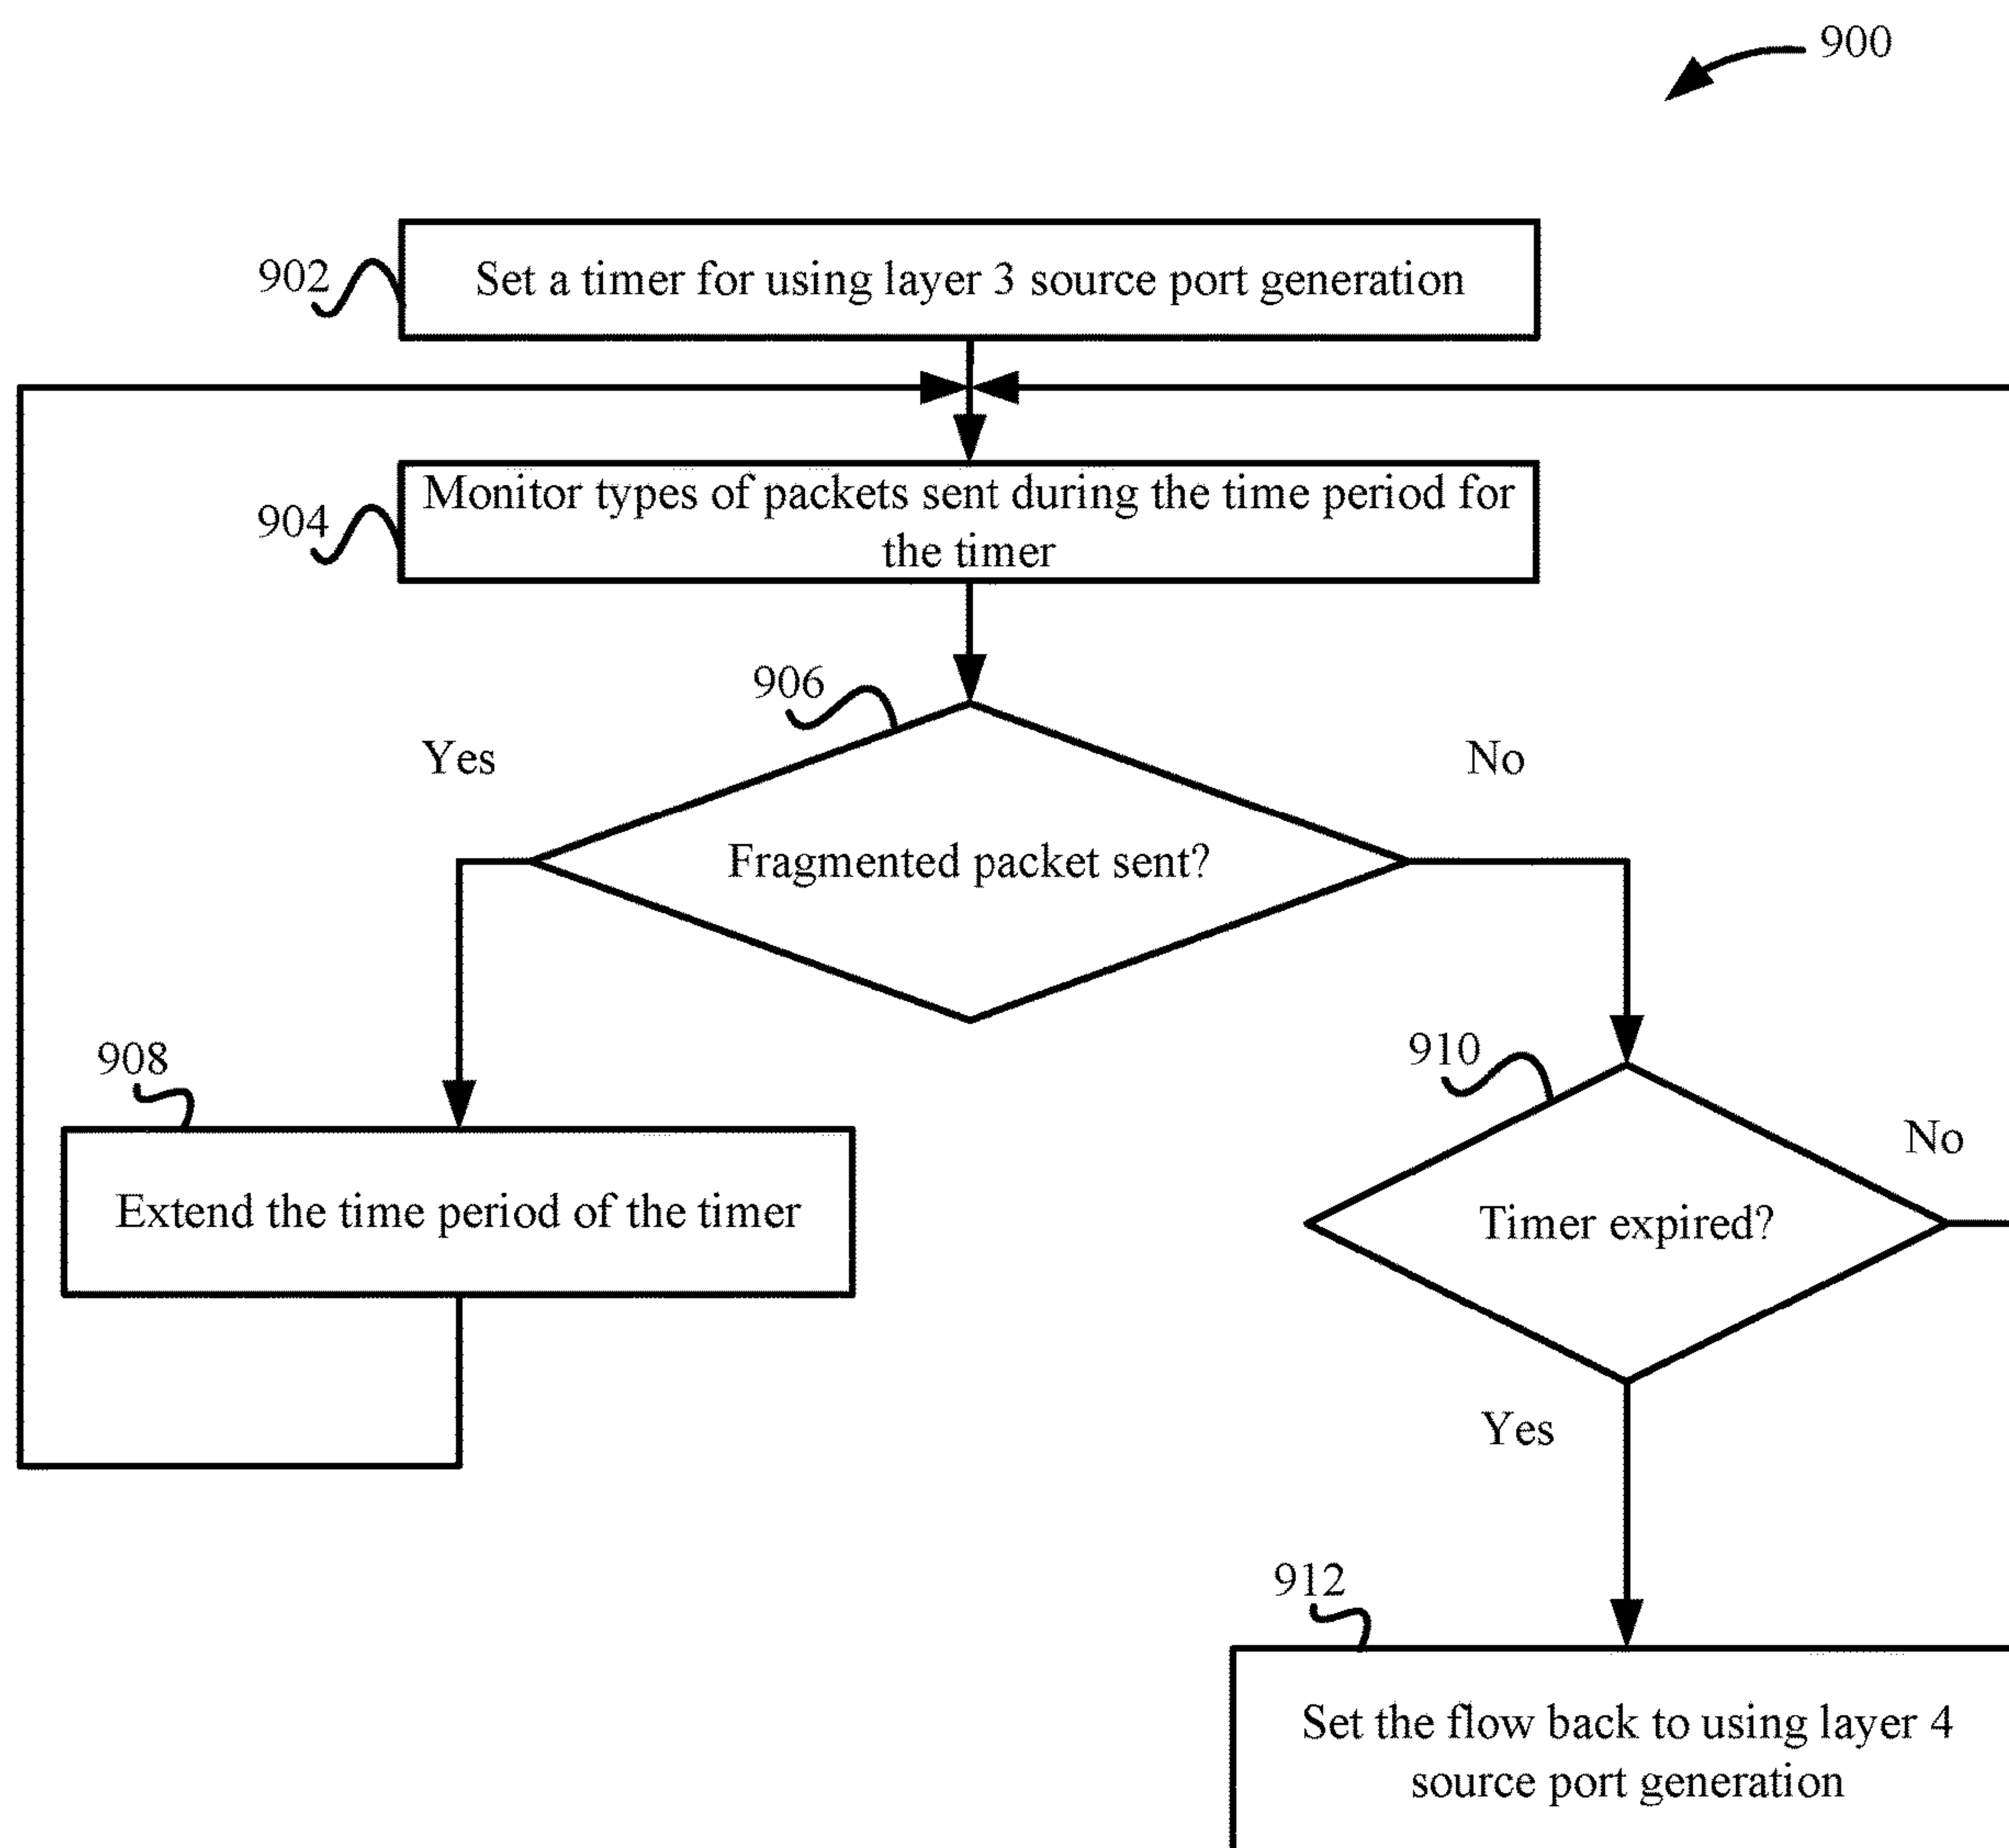 900
902
Set a timer for using layer 3 source port generation
904
Monitor types of packets sent during the time period for
the timer
906
Yes
No
Fragmented packet sent?
908
910
No
Extend the time period of the timer
Timer expired?
Yes
912
Set the flow back to using layer 4
source port generation